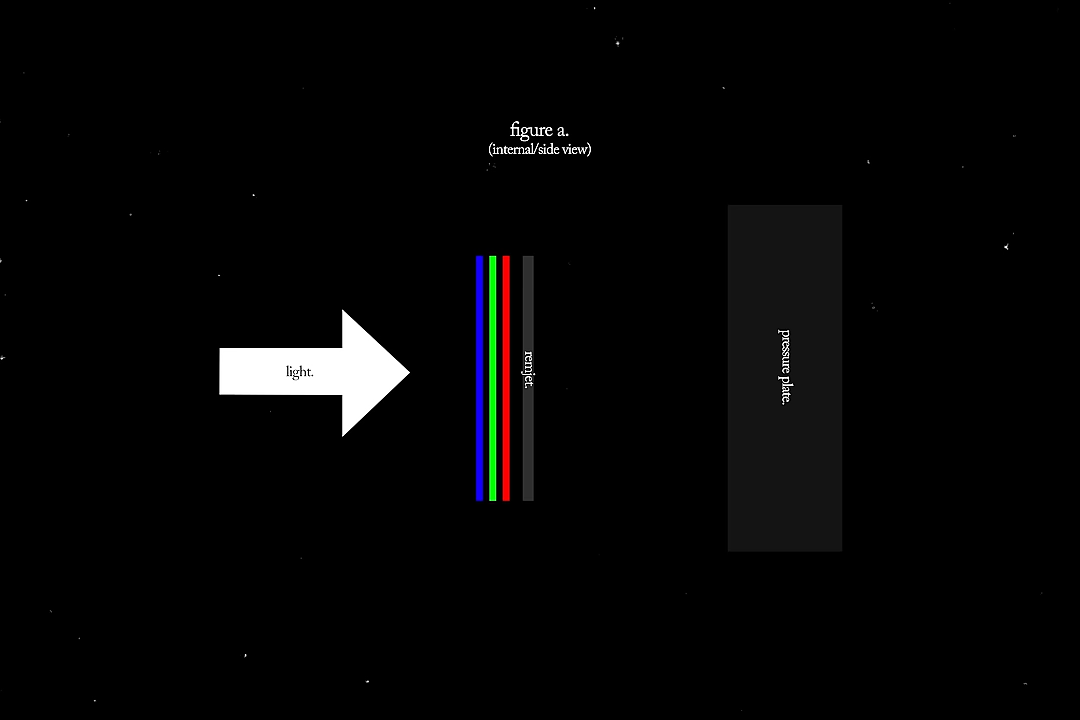 figure a.
(internal/side view)
light.
remjet.
pressure plate.